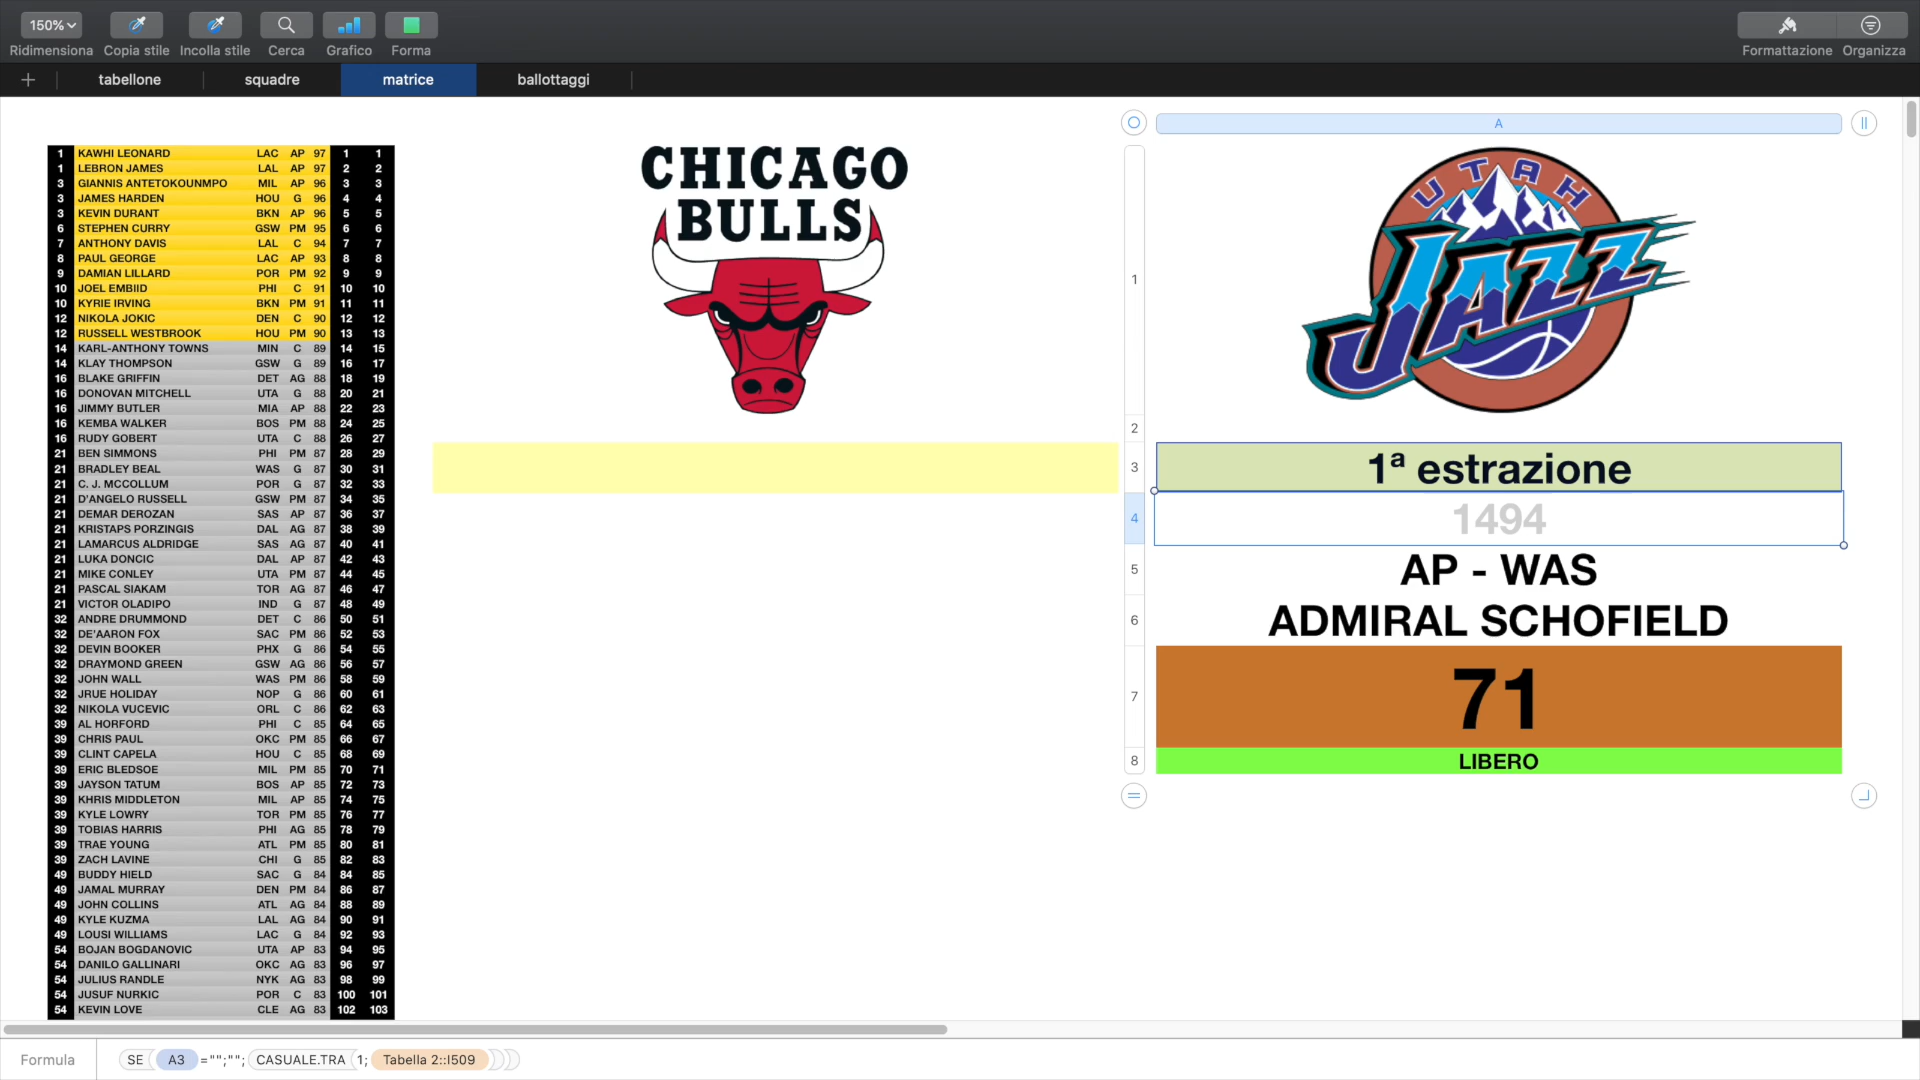 150%
Ridimensiona Copia stile Incolla stile Cerca Grafico Forma Formattazione Organizza
tabellone squadre matrice ballottaggi
A
1 KAWHI LEONARD LAC AP 97 1 1
1 LEBRON JAMES LAL AP 97 2 2
3 GIANNIS ANTETOKOUNMPO MIL AP 96 3 3
3 JAMES HARDEN HOU G 96 4 4
3 KEVIN DURANT BKN AP 96 5 5
6 STEPHEN CURRY GSW PM 95 6 6
7 ANTHONY DAVIS LAL C 94 7 7
8 PAUL GEORGE LAC AP 93 8 8
9 DAMIAN LILLARD POR PM 92 9 9
10 JOEL EMBIID PHI C 91 10 10
10 KYRIE IRVING BKN PM 91 11 11
12 NIKOLA JOKIC DEN C 90 12 12
12 RUSSELL WESTBROOK HOU PM 90 13 13
14 KARL-ANTHONY TOWNS MIN C 89 14 15
14 KLAY THOMPSON GSW G 89 16 17
16 BLAKE GRIFFIN DET AG 88 18 19
16 DONOVAN MITCHELL UTA G 88 20 21
16 JIMMY BUTLER MIA AP 88 22 23
16 KEMBA WALKER BOS PM 88 24 25
16 RUDY GOBERT UTA C 88 26 27
21 BEN SIMMONS PHI PM 87 28 29
21 BRADLEY BEAL WAS G 87 30 31
21 C. J. MCCOLLUM POR G 87 32 33
21 D'ANGELO RUSSELL GSW PM 87 34 35
21 DEMAR DEROZAN SAS AP 87 36 37
21 KRISTAPS PORZINGIS DAL AG 87 38 39
21 LAMARCUS ALDRIDGE SAS AG 87 40 41
21 LUKA DONCIC DAL AP 87 42 43
21 MIKE CONLEY UTA PM 87 44 45
21 PASCAL SIAKAM TOR AG 87 46 47
21 VICTOR OLADIPO IND G 87 48 49
32 ANDRE DRUMMOND DET C 86 50 51
32 DE'AARON FOX SAC PM 86 52 53
32 DEVIN BOOKER PHX G 86 54 55
32 DRAYMOND GREEN GSW AG 86 56 57
32 JOHN WALL WAS PM 86 58 59
32 JRUE HOLIDAY NOP G 86 60 61
32 NIKOLA VUCEVIC ORL C 86 62 63
39 AL HORFORD PHI C 85 64 65
39 CHRIS PAUL OKC PM 85 66 67
39 CLINT CAPELA HOU C 85 68 69
39 ERIC BLEDSOE MIL PM 85 70 71
39 JAYSON TATUM BOS AP 85 72 73
39 KHRIS MIDDLETON MIL AP 85 74 75
39 KYLE LOWRY TOR PM 85 76 77
39 TOBIAS HARRIS PHI AG 85 78 79
39 TRAE YOUNG ATL PM 85 80 81
39 ZACH LAVINE CHI G 85 82 83
49 BUDDY HIELD SAC G 84 84 85
49 JAMAL MURRAY DEN PM 84 86 87
49 JOHN COLLINS ATL AG 84 88 89
49 KYLE KUZMA LAL AG 84 90 91
49 LOUSI WILLIAMS LAC G 84 92 93
54 BOJAN BOGDANOVIC UTA AP 83 94 95
54 DANILO GALLINARI OKC AG 83 96 97
54 JULIUS RANDLE NYK AG 83 98 99
54 JUSUF NURKIC POR C 83 100 101
54 KEVIN LOVE CLE AG 83 102 103
CHICAGO
BULLS
UTAH
JAZZ
1
2
3 1ª estrazione
4 1494
5 AP - WAS
6 ADMIRAL SCHOFIELD
7 71
8 LIBERO
Formula SE ( A3 ="";""; CASUALE.TRA ( 1; Tabella 2::I509 ) ) )